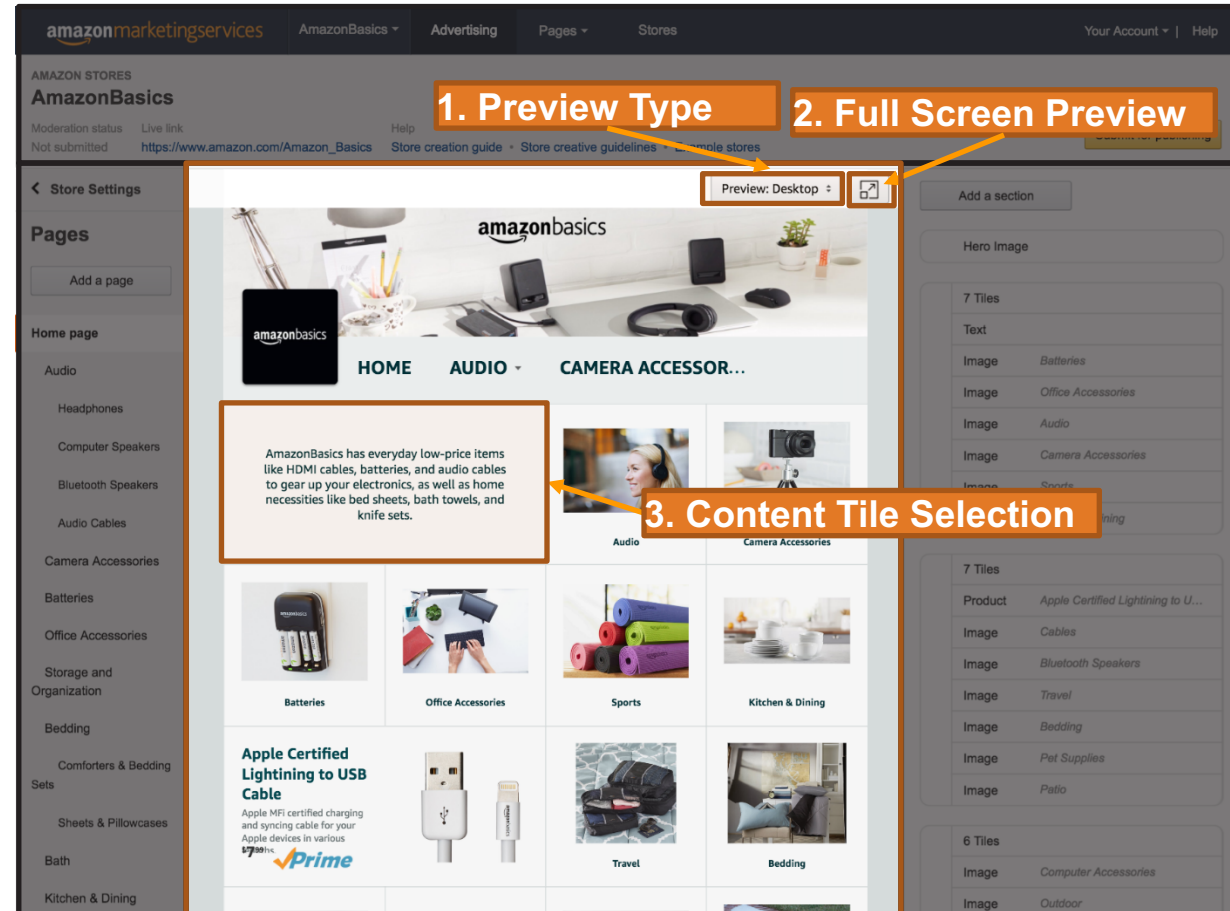 amazonmarketingservices
AmazonBasics
Advertising
Pages
Stores
Your Account
|
Help
AMAZON STORES
AmazonBasics
Moderation status
Live link
Help
Not submitted
https://www.amazon.com/Amazon_Basics
Store creation guide • Store creative guidelines • Example stores
Submit for publishing
1. Preview Type
2. Full Screen Preview
Store Settings
Pages
Add a page
Home page
Audio
Headphones
Computer Speakers
Bluetooth Speakers
Audio Cables
Camera Accessories
Batteries
Office Accessories
Storage and
Organization
Bedding
Comforters & Bedding
Sets
Sheets & Pillowcases
Bath
Kitchen & Dining
Preview: Desktop
amazonbasics
amazonbasics
HOME
AUDIO
CAMERA ACCESSOR...
AmazonBasics has everyday low-price items
like HDMI cables, batteries, and audio cables
to gear up your electronics, as well as home
necessities like bed sheets, bath towels, and
knife sets.
3. Content Tile Selection
Audio
Camera Accessories
Batteries
Office Accessories
Sports
Kitchen & Dining
Apple Certified
Lightining to USB
Cable
Apple MFi certified charging
and syncing cable for your
Apple devices in various
Prime
Travel
Bedding
Add a section
Hero Image
7 Tiles
Text
Image Batteries
Image Office Accessories
Image Audio
Image Camera Accessories
Image Sports
ining
7 Tiles
Product Apple Certified Lightining to U...
Image Cables
Image Bluetooth Speakers
Image Travel
Image Bedding
Image Pet Supplies
Image Patio
6 Tiles
Image Computer Accessories
Image Outdoor